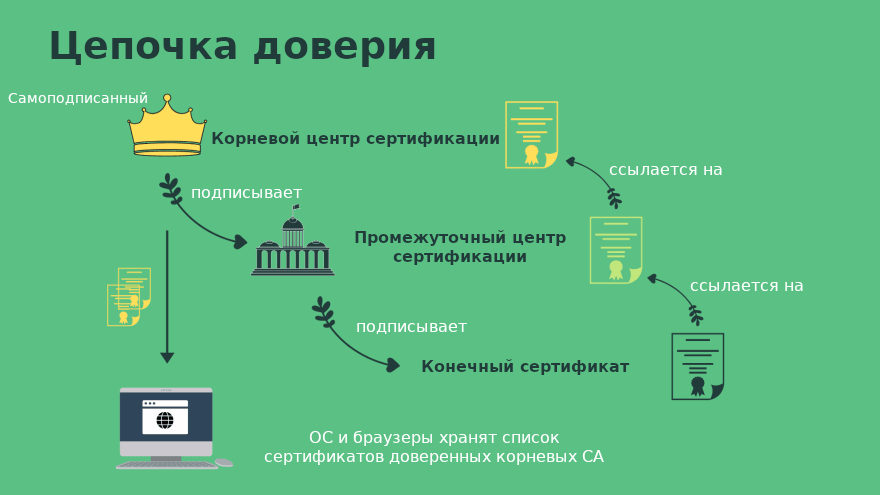 Цепочка доверия
Самоподписанный
Корневой центр сертификации
ссылается на
подписывает
Промежуточный центр
сертификации
ссылается на
подписывает
Конечный сертификат
ОС и браузеры хранят список
сертификатов доверенных корневых CA